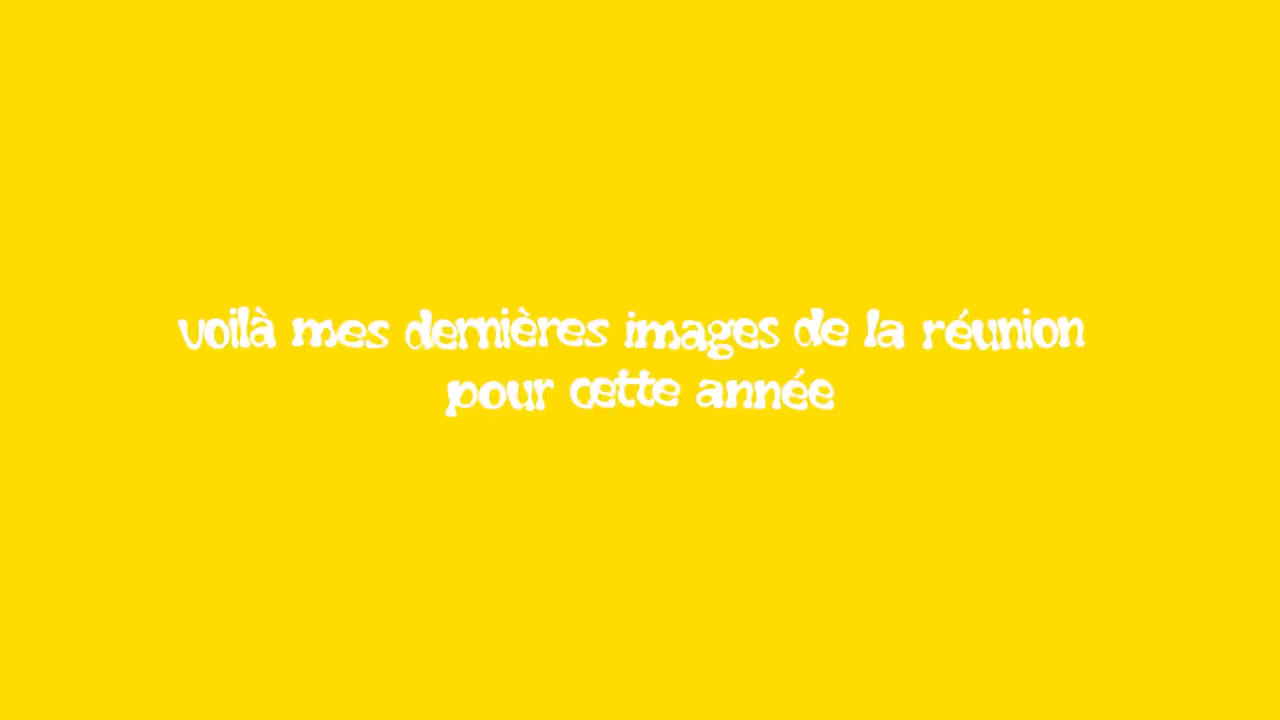 voilà mes dernières images de la réunion
pour cette année